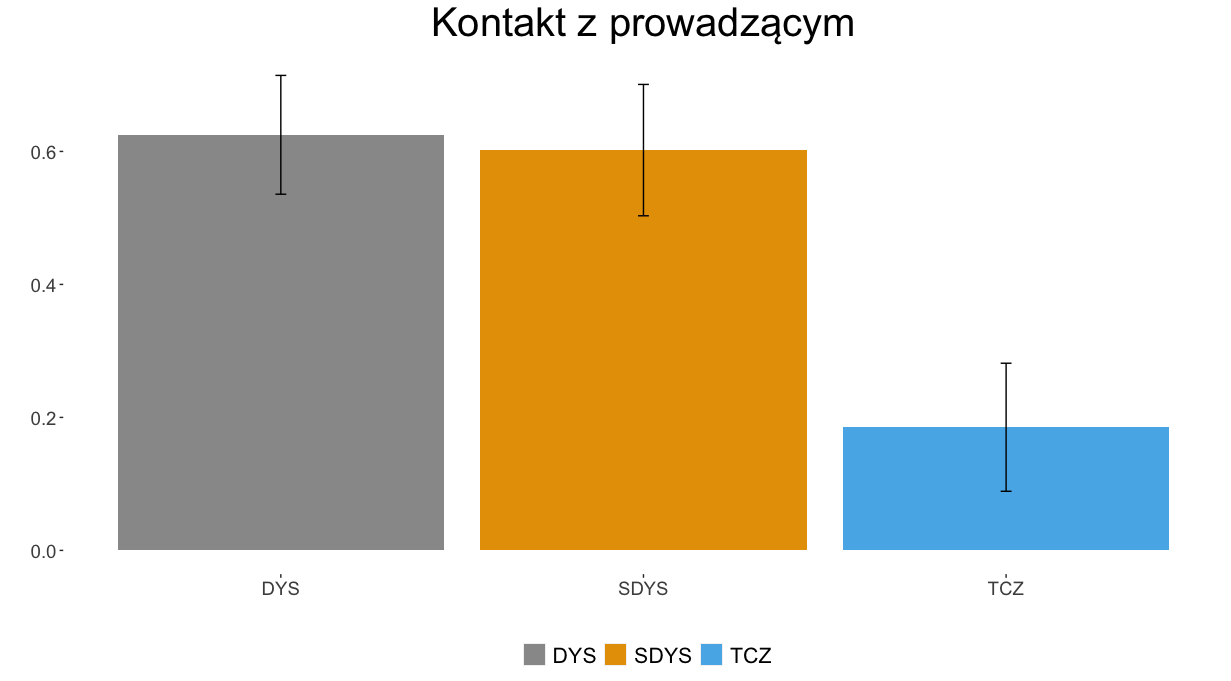 Kontakt z prowadzącym
0.6
0.4
0.2
0.0
DYS SDYS TCZ
DYS SDYS TCZ